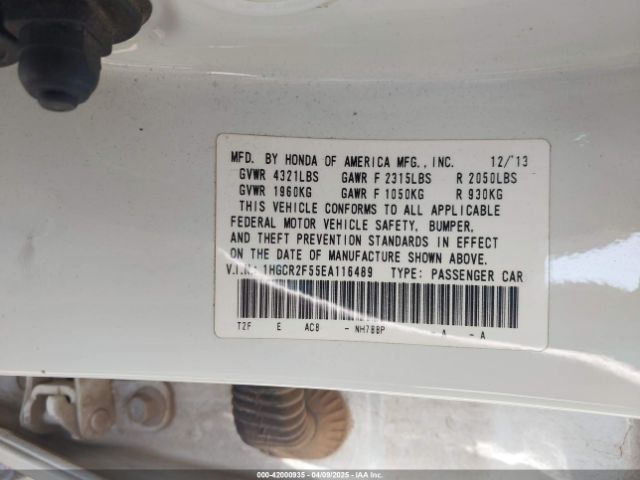 MFD. BY HONDA OF AMERICA MFG., INC. 12/'13
GVWR 4321LBS GAWR F 2315LBS R 2050LBS
GVWR 1960KG GAWR F 1050KG R 930KG
THIS VEHICLE CONFORMS TO ALL APPLICABLE
FEDERAL MOTOR VEHICLE SAFETY, BUMPER,
AND THEFT PREVENTION STANDARDS IN EFFECT
ON THE DATE OF MANUFACTURE SHOWN ABOVE.
V.I.N.: 1HGCR2F55EA116489 TYPE: PASSENGER CAR
T2F E AC8 - NH788P - A - A
000-42000935 - 04/09/2025 - IAAI Inc.